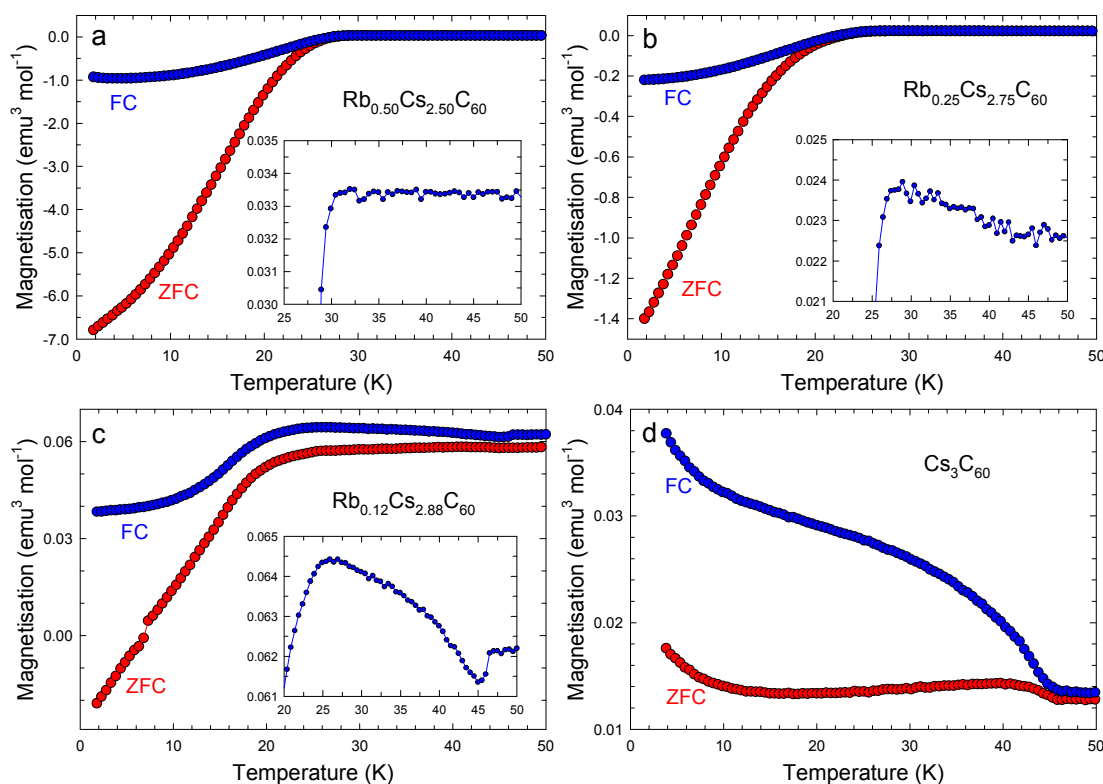 a
Magnetisation (emu³ mol⁻¹)
0.0
-1.0
-2.0
-3.0
-4.0
-5.0
-6.0
-7.0
FC
ZFC
Rb₀.₅₀Cs₂.₅₀C₆₀
0.035
0.034
0.033
0.032
0.031
0.030
25 30 35 40 45 50
0 10 20 30 40 50
Temperature (K)
b
Magnetisation (emu³ mol⁻¹)
0.0
-0.2
-0.4
-0.6
-0.8
-1.0
-1.2
-1.4
FC
ZFC
Rb₀.₂₅Cs₂.₇₅C₆₀
0.025
0.024
0.023
0.022
0.021
20 25 30 35 40 45 50
0 10 20 30 40 50
Temperature (K)
c
Magnetisation (emu³ mol⁻¹)
0.06
0.03
0.00
FC
ZFC
Rb₀.₁₂Cs₂.₈₈C₆₀
0.065
0.064
0.063
0.062
0.061
20 25 30 35 40 45 50
0 10 20 30 40 50
Temperature (K)
d
Magnetisation (emu³ mol⁻¹)
0.04
0.03
0.02
0.01
FC
ZFC
Cs₃C₆₀
0 10 20 30 40 50
Temperature (K)